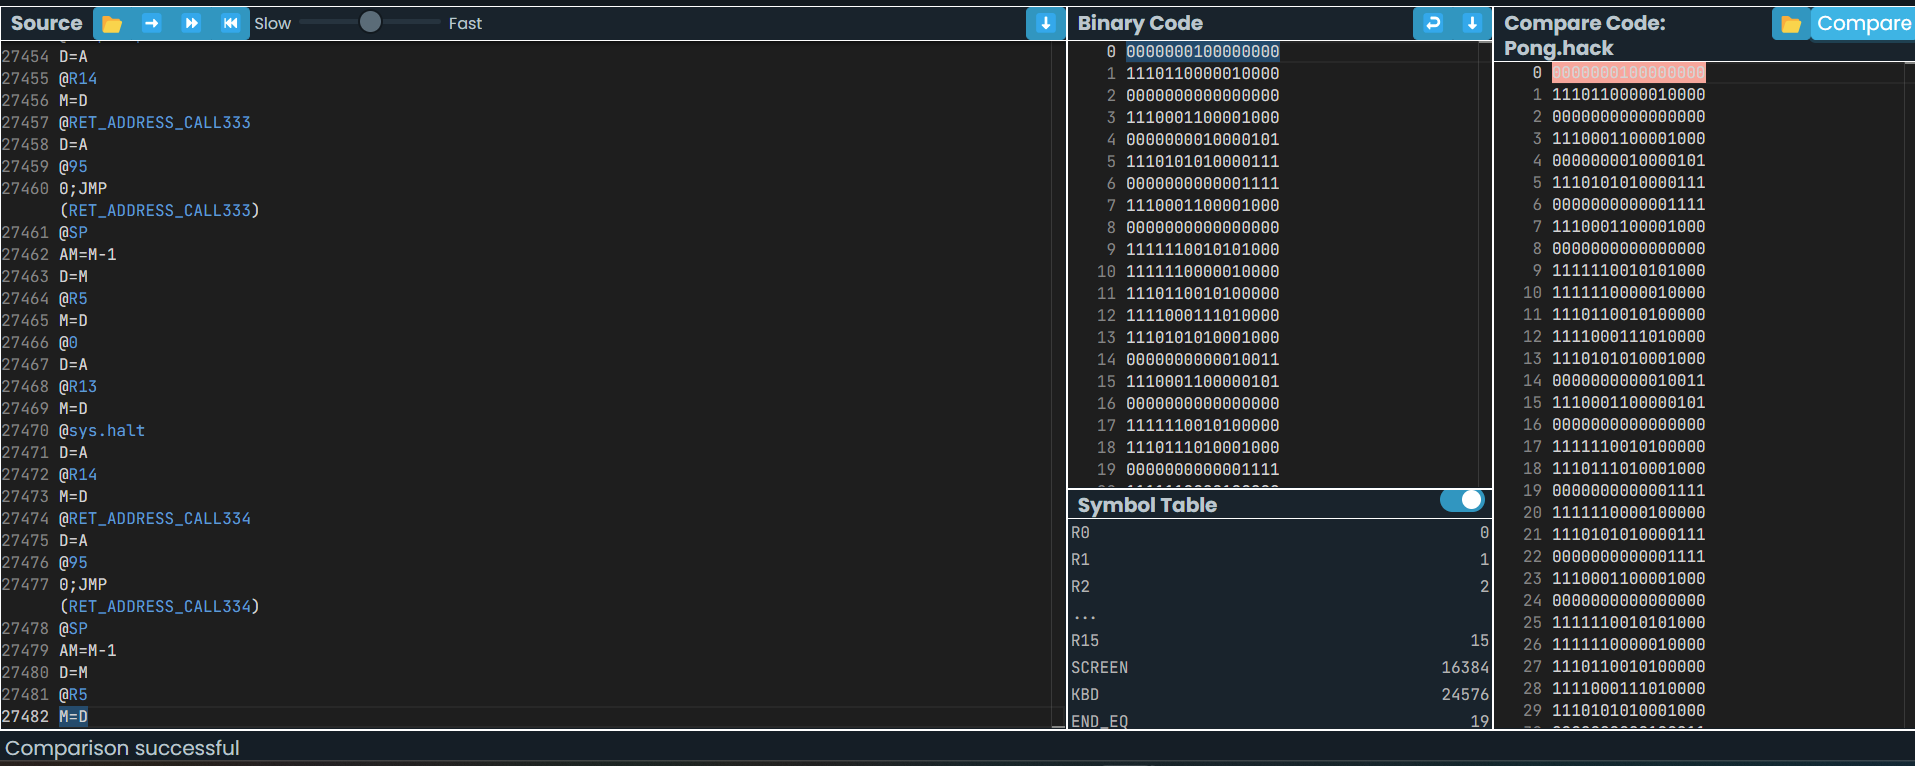 Source
Slow
Fast
27454 D=A
27455 @R14
27456 M=D
27457 @RET_ADDRESS_CALL333
27458 D=A
27459 @95
27460 0;JMP
(RET_ADDRESS_CALL333)
27461 @SP
27462 AM=M-1
27463 D=M
27464 @R5
27465 M=D
27466 @0
27467 D=A
27468 @R13
27469 M=D
27470 @sys.halt
27471 D=A
27472 @R14
27473 M=D
27474 @RET_ADDRESS_CALL334
27475 D=A
27476 @95
27477 0;JMP
(RET_ADDRESS_CALL334)
27478 @SP
27479 AM=M-1
27480 D=M
27481 @R5
27482 M=D
Binary Code
0 0000000100000000
1 1110110000010000
2 0000000000000000
3 1110001100001000
4 0000000010000101
5 1110101010000111
6 0000000000001111
7 1110001100001000
8 0000000000000000
9 1111110010101000
10 1111110000010000
11 1110110010100000
12 1111000111010000
13 1110101010001000
14 0000000000010011
15 1110001100000101
16 0000000000000000
17 1111110010100000
18 1110111010001000
19 0000000000001111
Symbol Table
R0 0
R1 1
R2 2
...
R15 15
SCREEN 16384
KBD 24576
END_EQ 19
Compare Code:
Pong.hack
Compare
0 0000000100000000
1 1110110000010000
2 0000000000000000
3 1110001100001000
4 0000000010000101
5 1110101010000111
6 0000000000001111
7 1110001100001000
8 0000000000000000
9 1111110010101000
10 1111110000010000
11 1110110010100000
12 1111000111010000
13 1110101010001000
14 0000000000010011
15 1110001100000101
16 0000000000000000
17 1111110010100000
18 1110111010001000
19 0000000000001111
20 1111110000100000
21 1110101010000111
22 0000000000001111
23 1110001100001000
24 0000000000000000
25 1111110010101000
26 1111110000010000
27 1110110010100000
28 1111000111010000
29 1110101010001000
Comparison successful